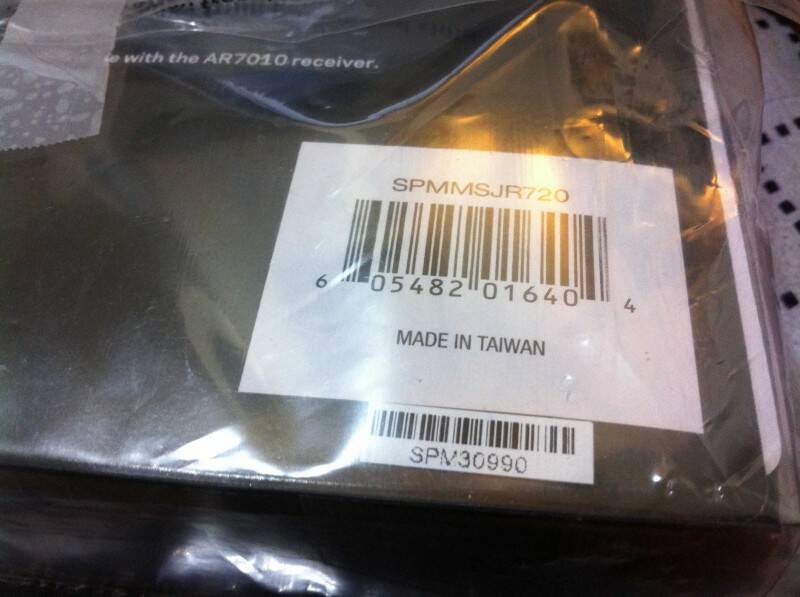 with the AR7010 receiver.
SPMMSJR720
6 05482 01640 4
MADE IN TAIWAN
SPM30990